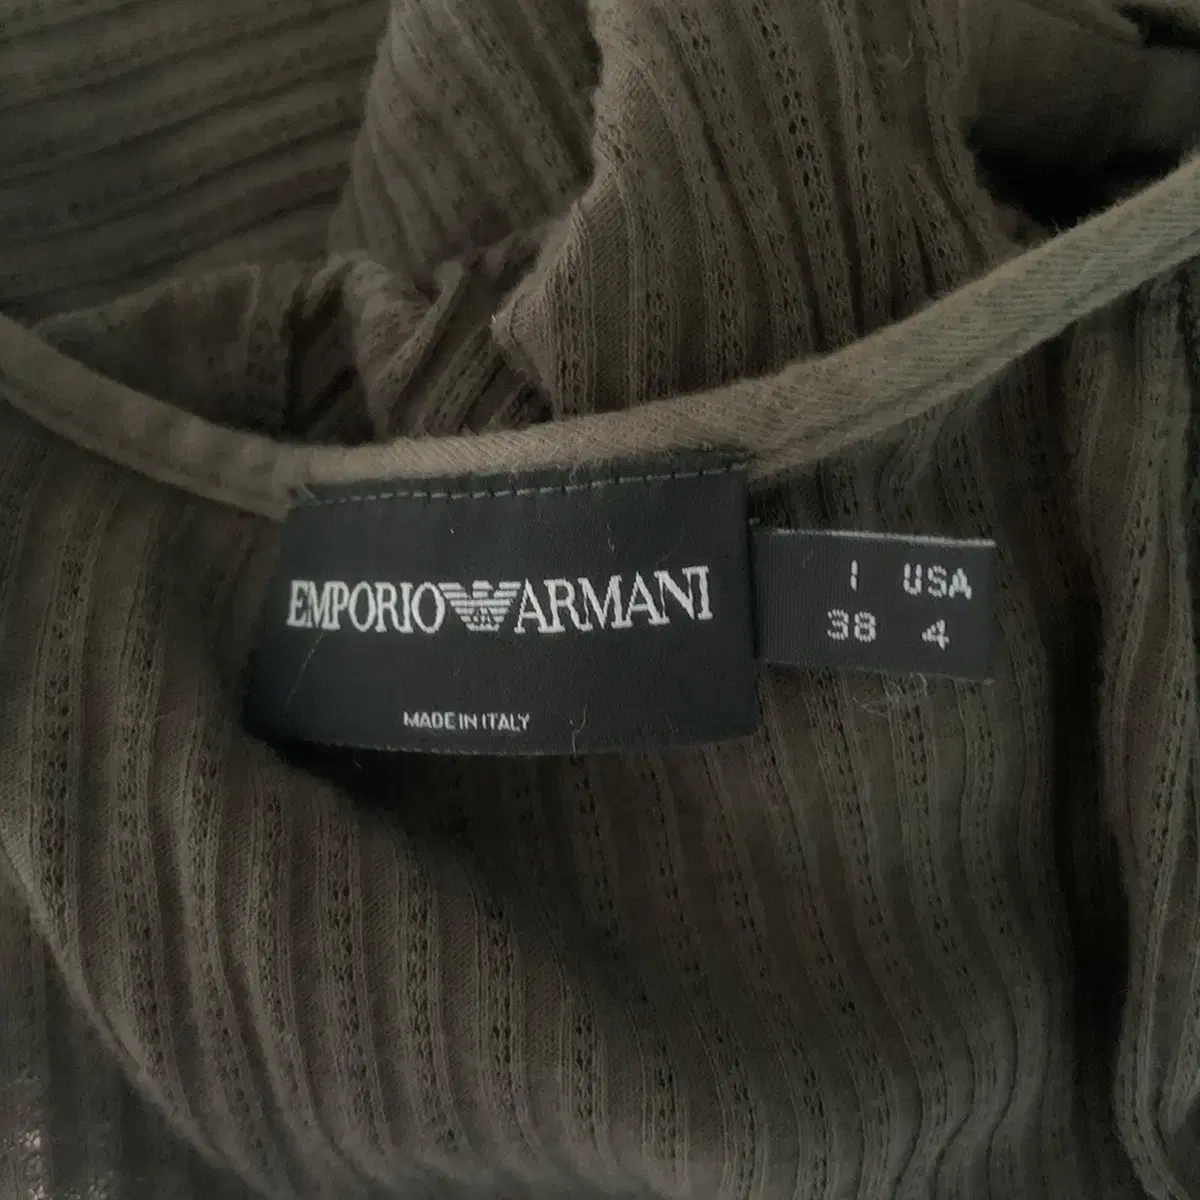 EMPORIO ARMANI
MADE IN ITALY
I USA
38 4